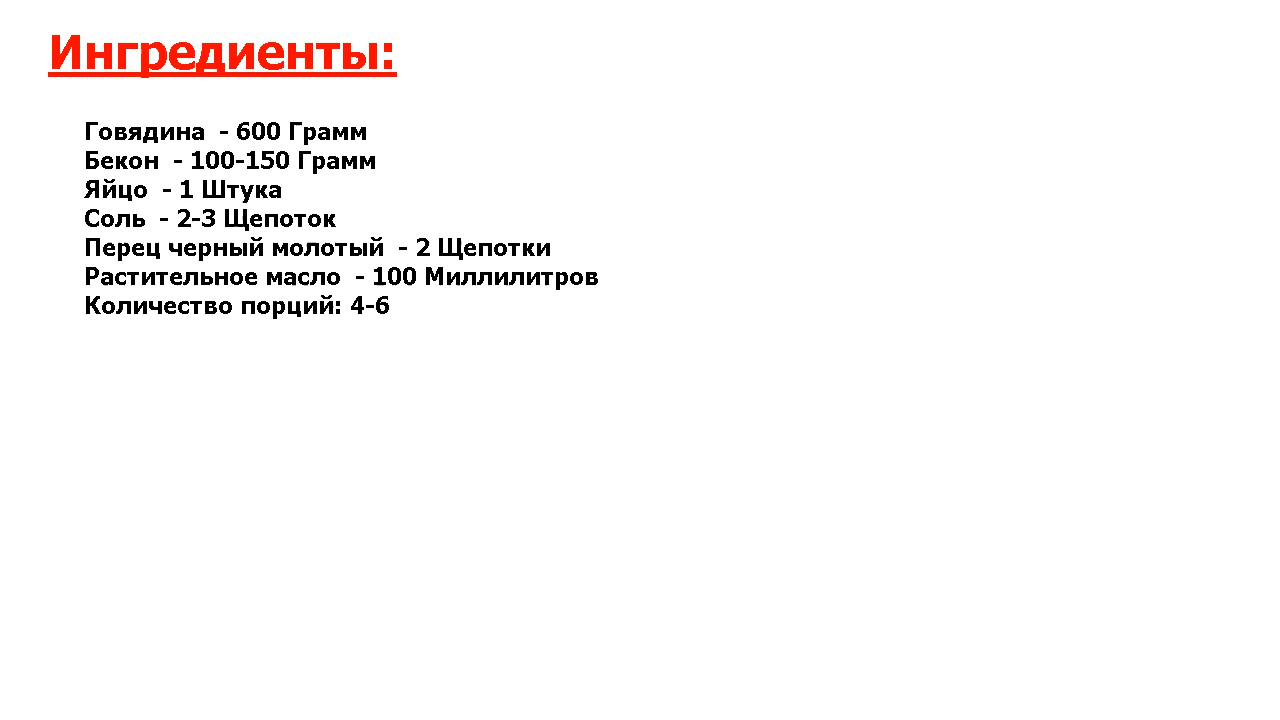 Ингредиенты:
Говядина  - 600 Грамм
Бекон  - 100-150 Грамм
Яйцо  - 1 Штука
Соль  - 2-3 Щепоток
Перец черный молотый  - 2 Щепотки
Растительное масло  - 100 Миллилитров
Количество порций: 4-6